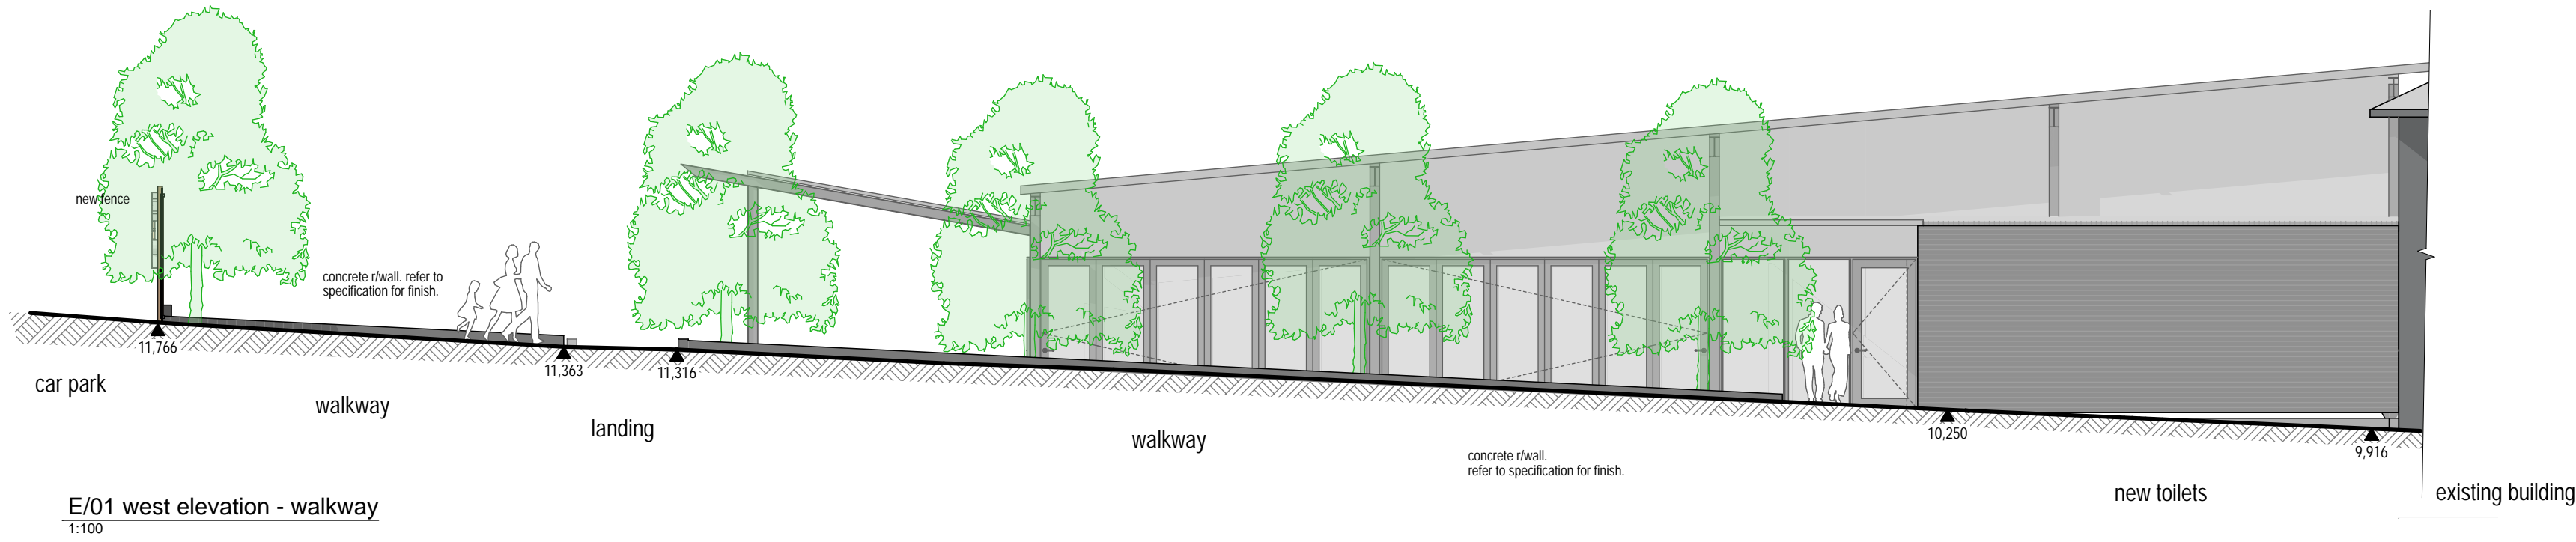 new fence
concrete r/wall. refer to
specification for finish.
11,766
11,363
11,316
car park
walkway
landing
walkway
10,250
9,916
concrete r/wall.
refer to specification for finish.
new toilets
existing building
E/01 west elevation - walkway
1:100